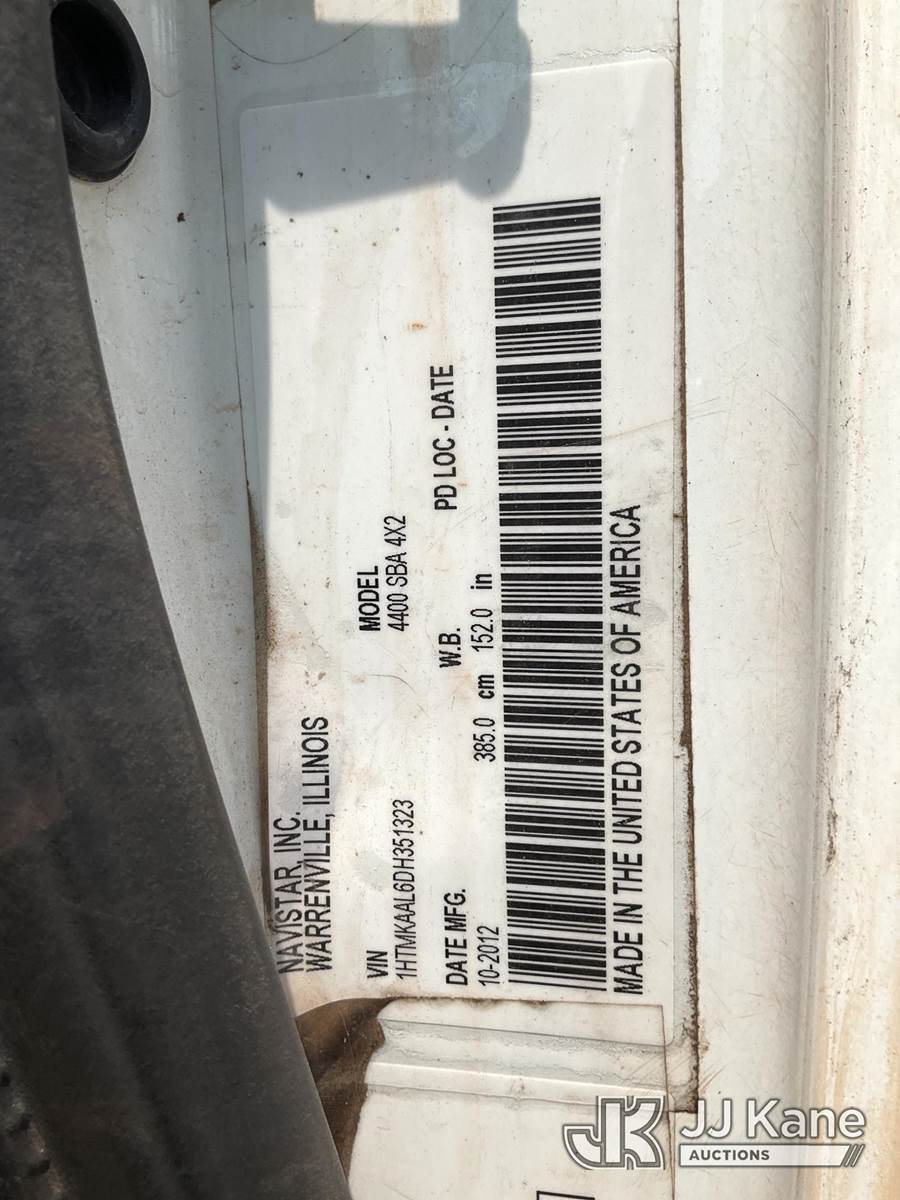 NAVISTAR, INC.
WARRENVILLE, ILLINOIS
VIN
1HTMKAAL6DH351323
MODEL
4400 SBA 4X2
DATE MFG.
10-2012
W.B.
385.0 cm 152.0 in
PD LOC - DATE
MADE IN THE UNITED STATES OF AMERICA
JK JJ Kane
AUCTIONS